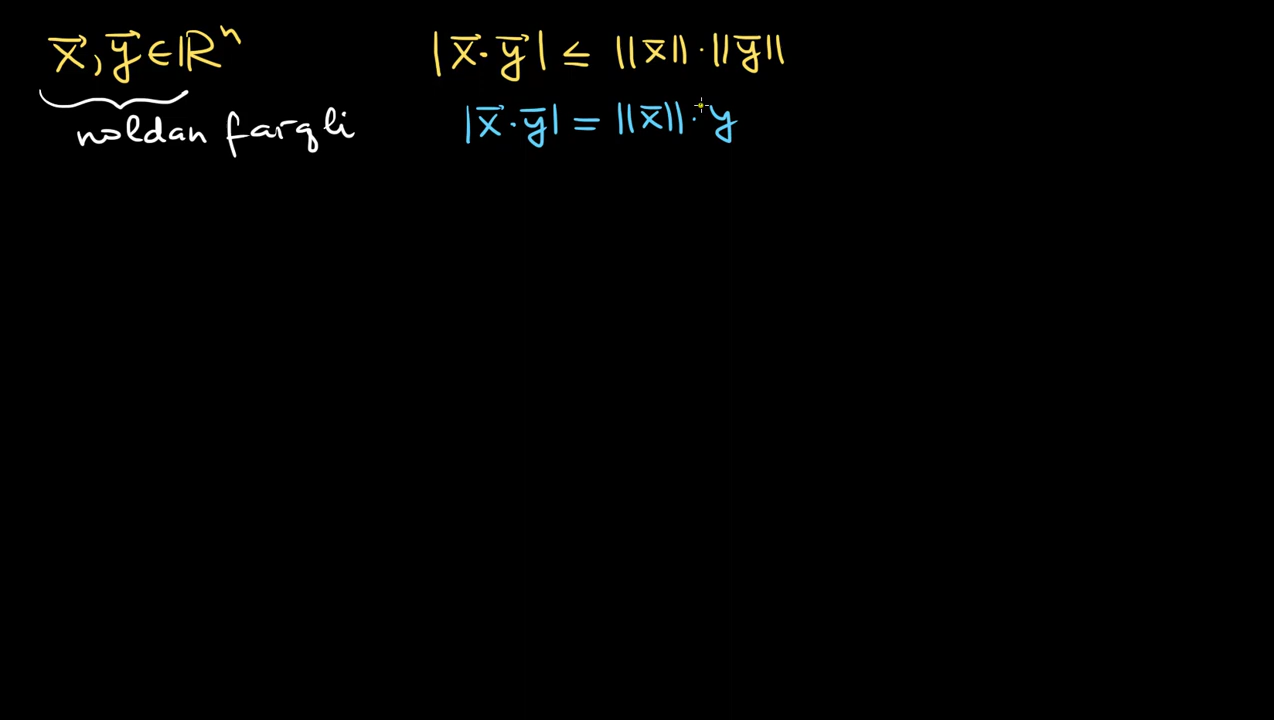 x⃗, y⃗ ∈ ℝⁿ
|x⃗ · y⃗| ≤ ||x̄|| · ||ȳ||
noldan farqli
|x⃗ · ȳ| = ||x̄|| · y